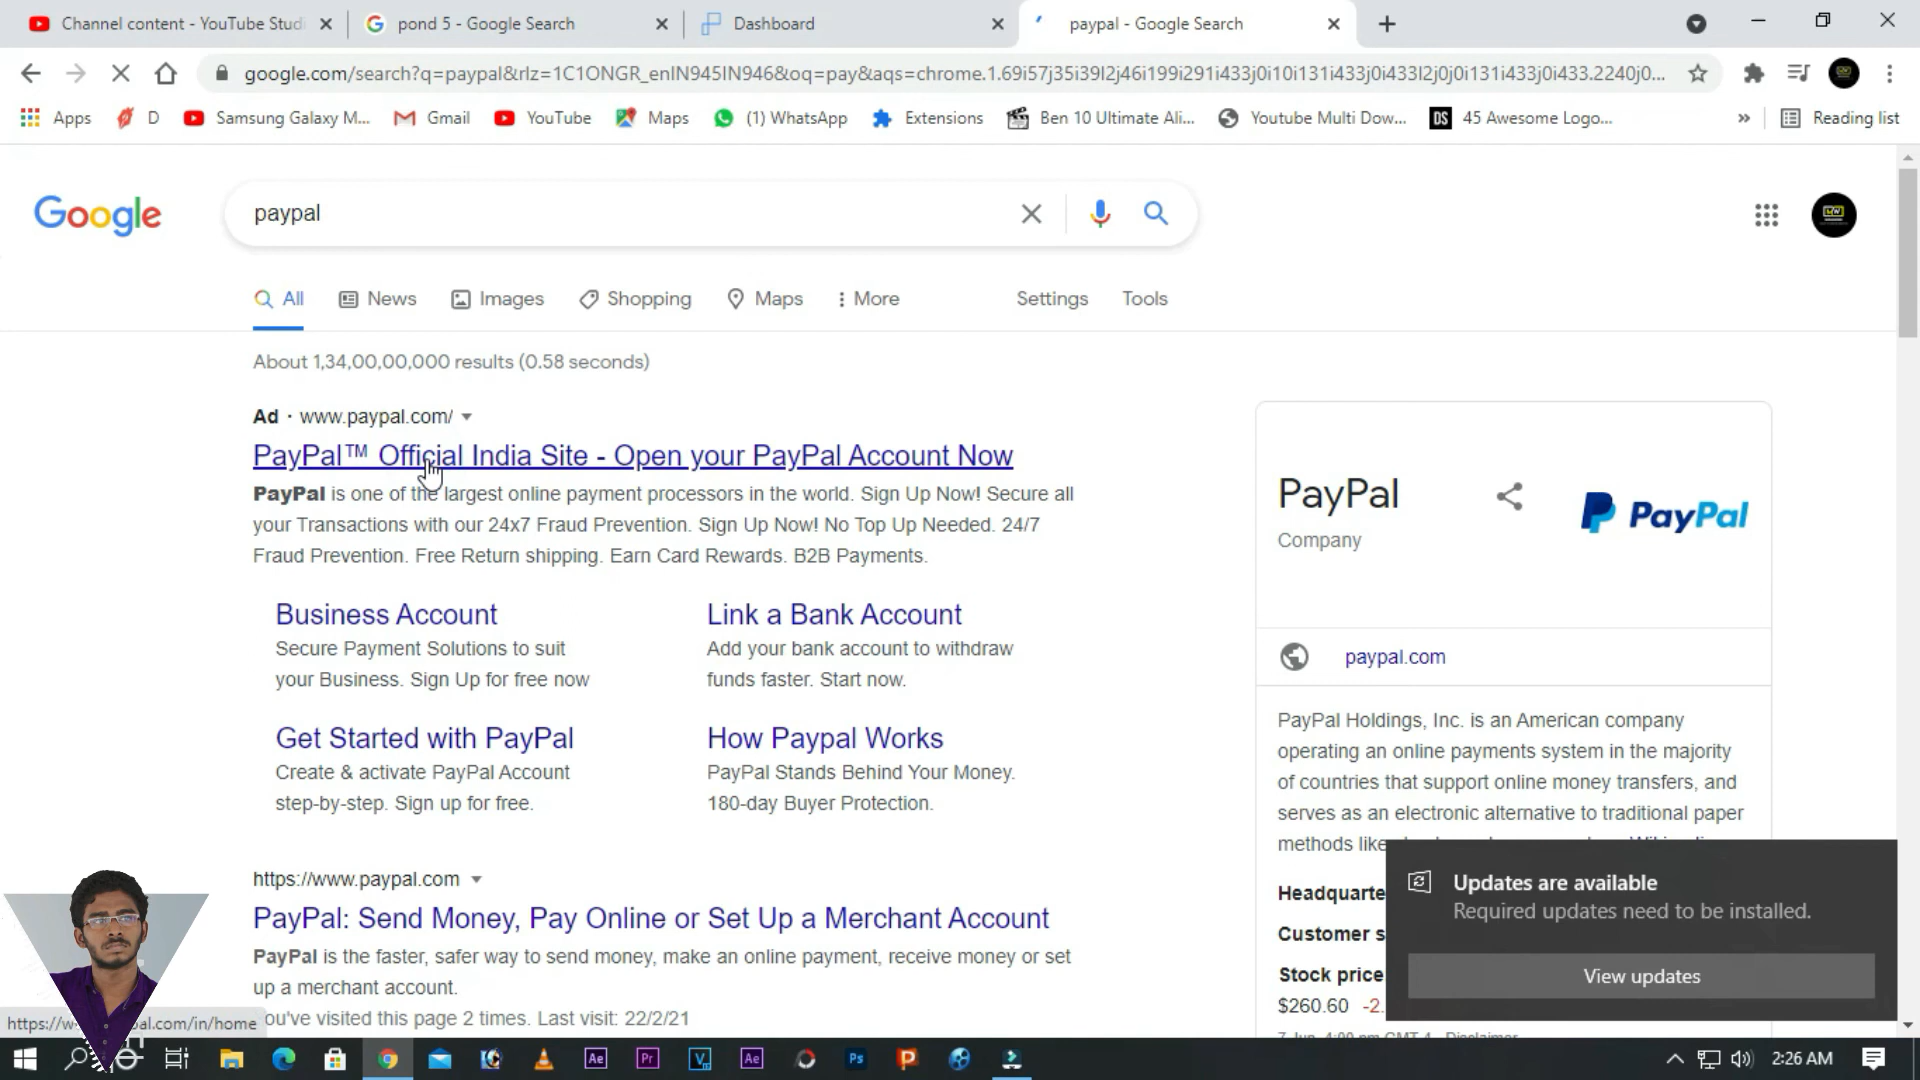 Channel content - YouTube Studi
pond 5 - Google Search
Dashboard
paypal - Google Search
google.com/search?q=paypal&rlz=1C1ONGR_enIN945IN946&oq=pay&aqs=chrome.1.69i57j35i39l2j46i199i291i433j0i10i131i433j0i433l2j0j0i131i433j0i433.2240j0...
Apps
D
Samsung Galaxy M...
Gmail
YouTube
Maps
(1) WhatsApp
Extensions
Ben 10 Ultimate Ali...
Youtube Multi Dow...
DS
45 Awesome Logo...
»
Reading list
Google
paypal
All
News
Images
Shopping
Maps
More
Settings
Tools
About 1,34,00,00,000 results (0.58 seconds)
Ad · www.paypal.com/
PayPal™ Official India Site - Open your PayPal Account Now
PayPal is one of the largest online payment processors in the world. Sign Up Now! Secure all
your Transactions with our 24x7 Fraud Prevention. Sign Up Now! No Top Up Needed. 24/7
Fraud Prevention. Free Return shipping. Earn Card Rewards. B2B Payments.
Business Account
Secure Payment Solutions to suit
your Business. Sign Up for free now
Link a Bank Account
Add your bank account to withdraw
funds faster. Start now.
Get Started with PayPal
Create & activate PayPal Account
step-by-step. Sign up for free.
How Paypal Works
PayPal Stands Behind Your Money.
180-day Buyer Protection.
https://www.paypal.com
PayPal: Send Money, Pay Online or Set Up a Merchant Account
PayPal is the faster, safer way to send money, make an online payment, receive money or set
up a merchant account.
ou've visited this page 2 times. Last visit: 22/2/21
PayPal
Company
PayPal
paypal.com
PayPal Holdings, Inc. is an American company
operating an online payments system in the majority
of countries that support online money transfers, and
serves as an electronic alternative to traditional paper
methods like
Headquarte
Customer s
Stock price
$260.60 -2.
Updates are available
Required updates need to be installed.
View updates
https://w al.com/in/home
Ae
Pr
V
Ae
Ps
2:26 AM